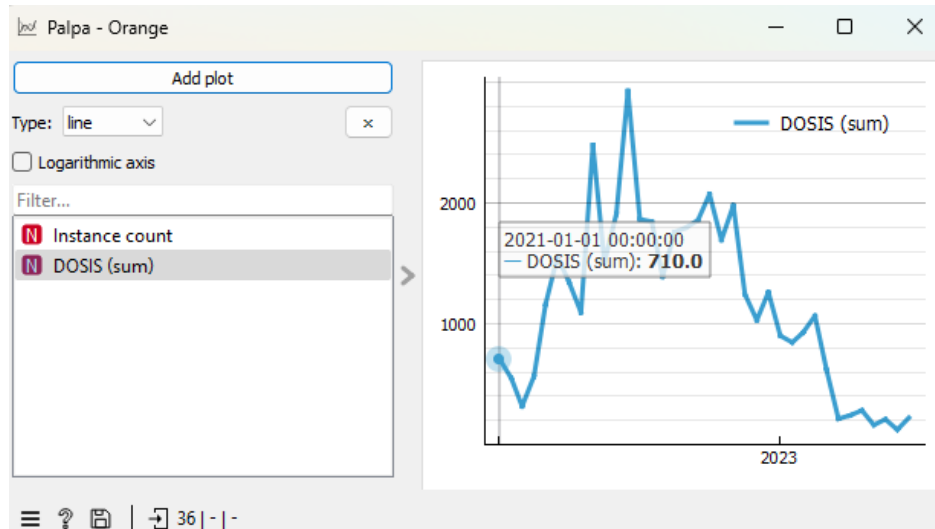 Palpa - Orange
Add plot
Type: line
Logarithmic axis
Filter...
N Instance count
N DOSIS (sum)
DOSIS (sum)
2000
2021-01-01 00:00:00
DOSIS (sum): 710.0
1000
2023
36 | - | -